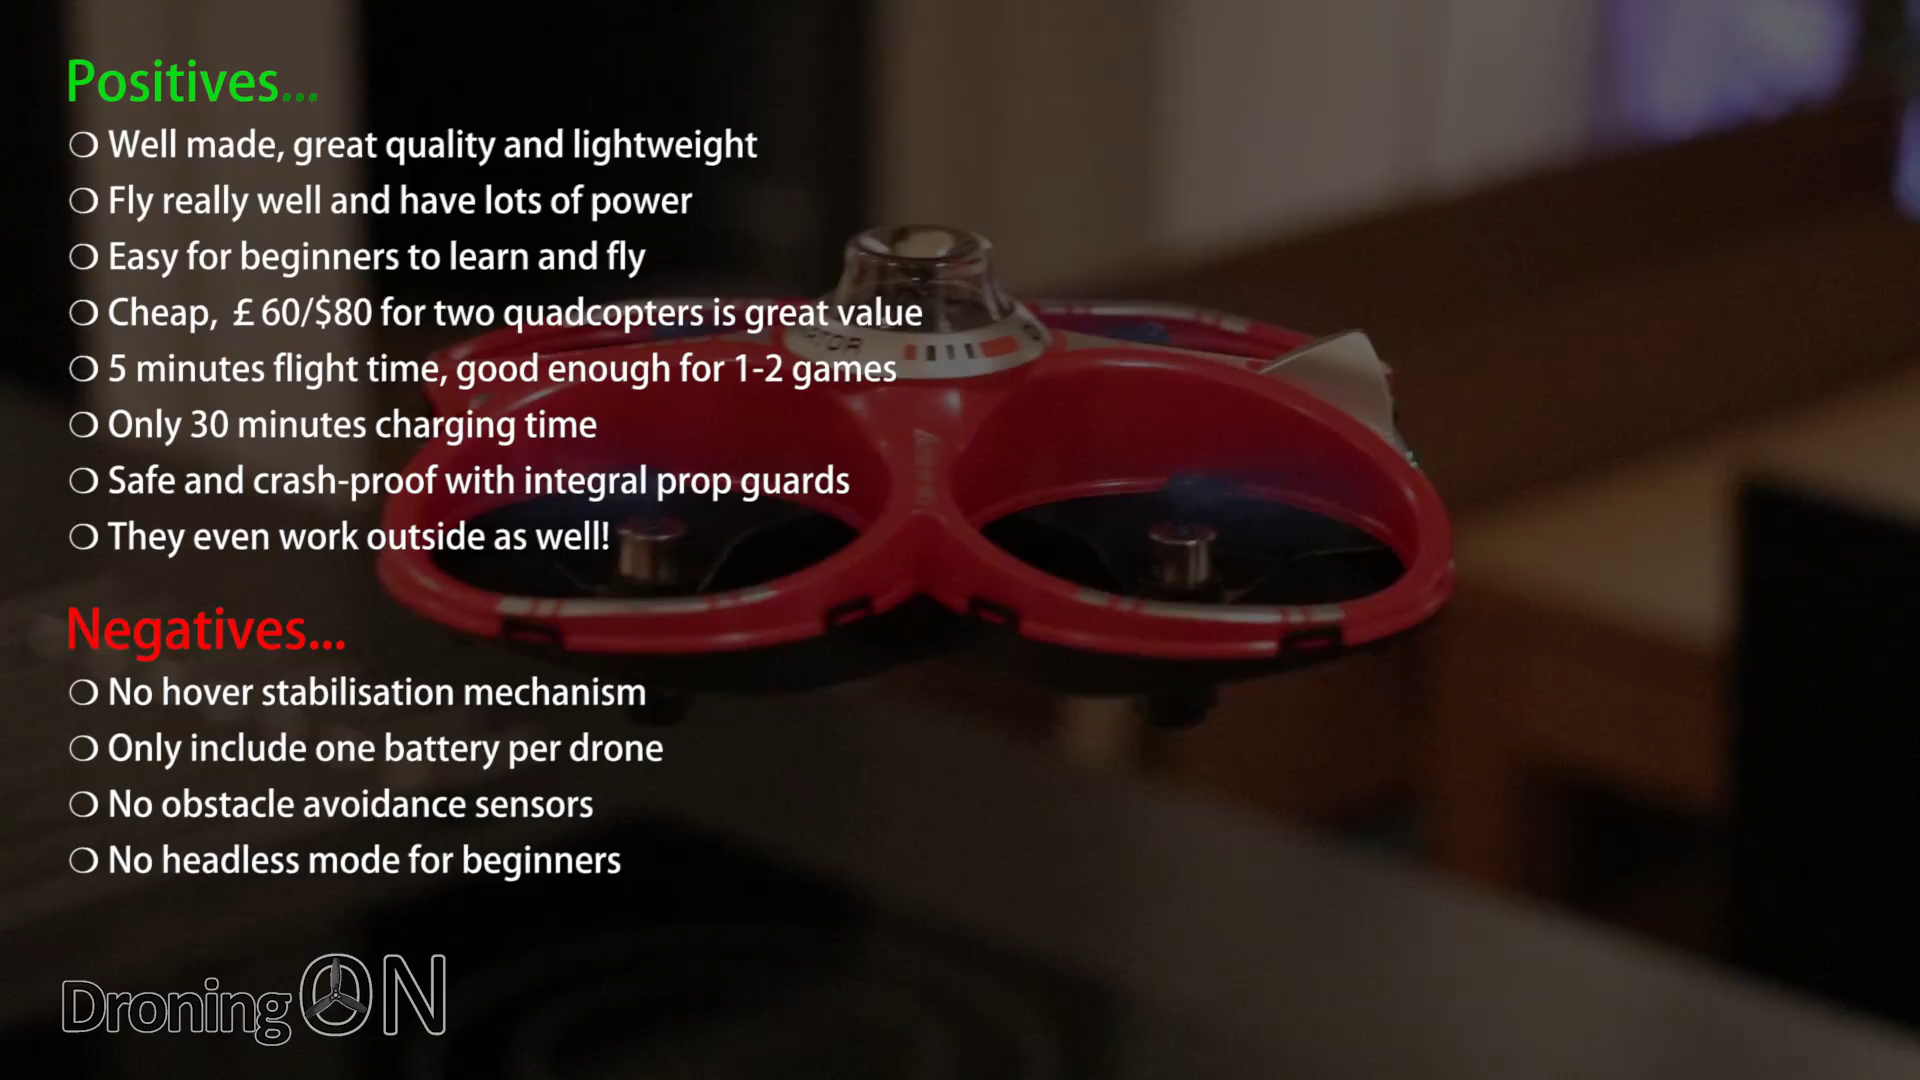 Positives...
Well made, great quality and lightweight
Fly really well and have lots of power
Easy for beginners to learn and fly
Cheap, £60/$80 for two quadcopters is great value
5 minutes flight time, good enough for 1-2 games
Only 30 minutes charging time
Safe and crash-proof with integral prop guards
They even work outside as well!
Negatives...
No hover stabilisation mechanism
Only include one battery per drone
No obstacle avoidance sensors
No headless mode for beginners
DroningON